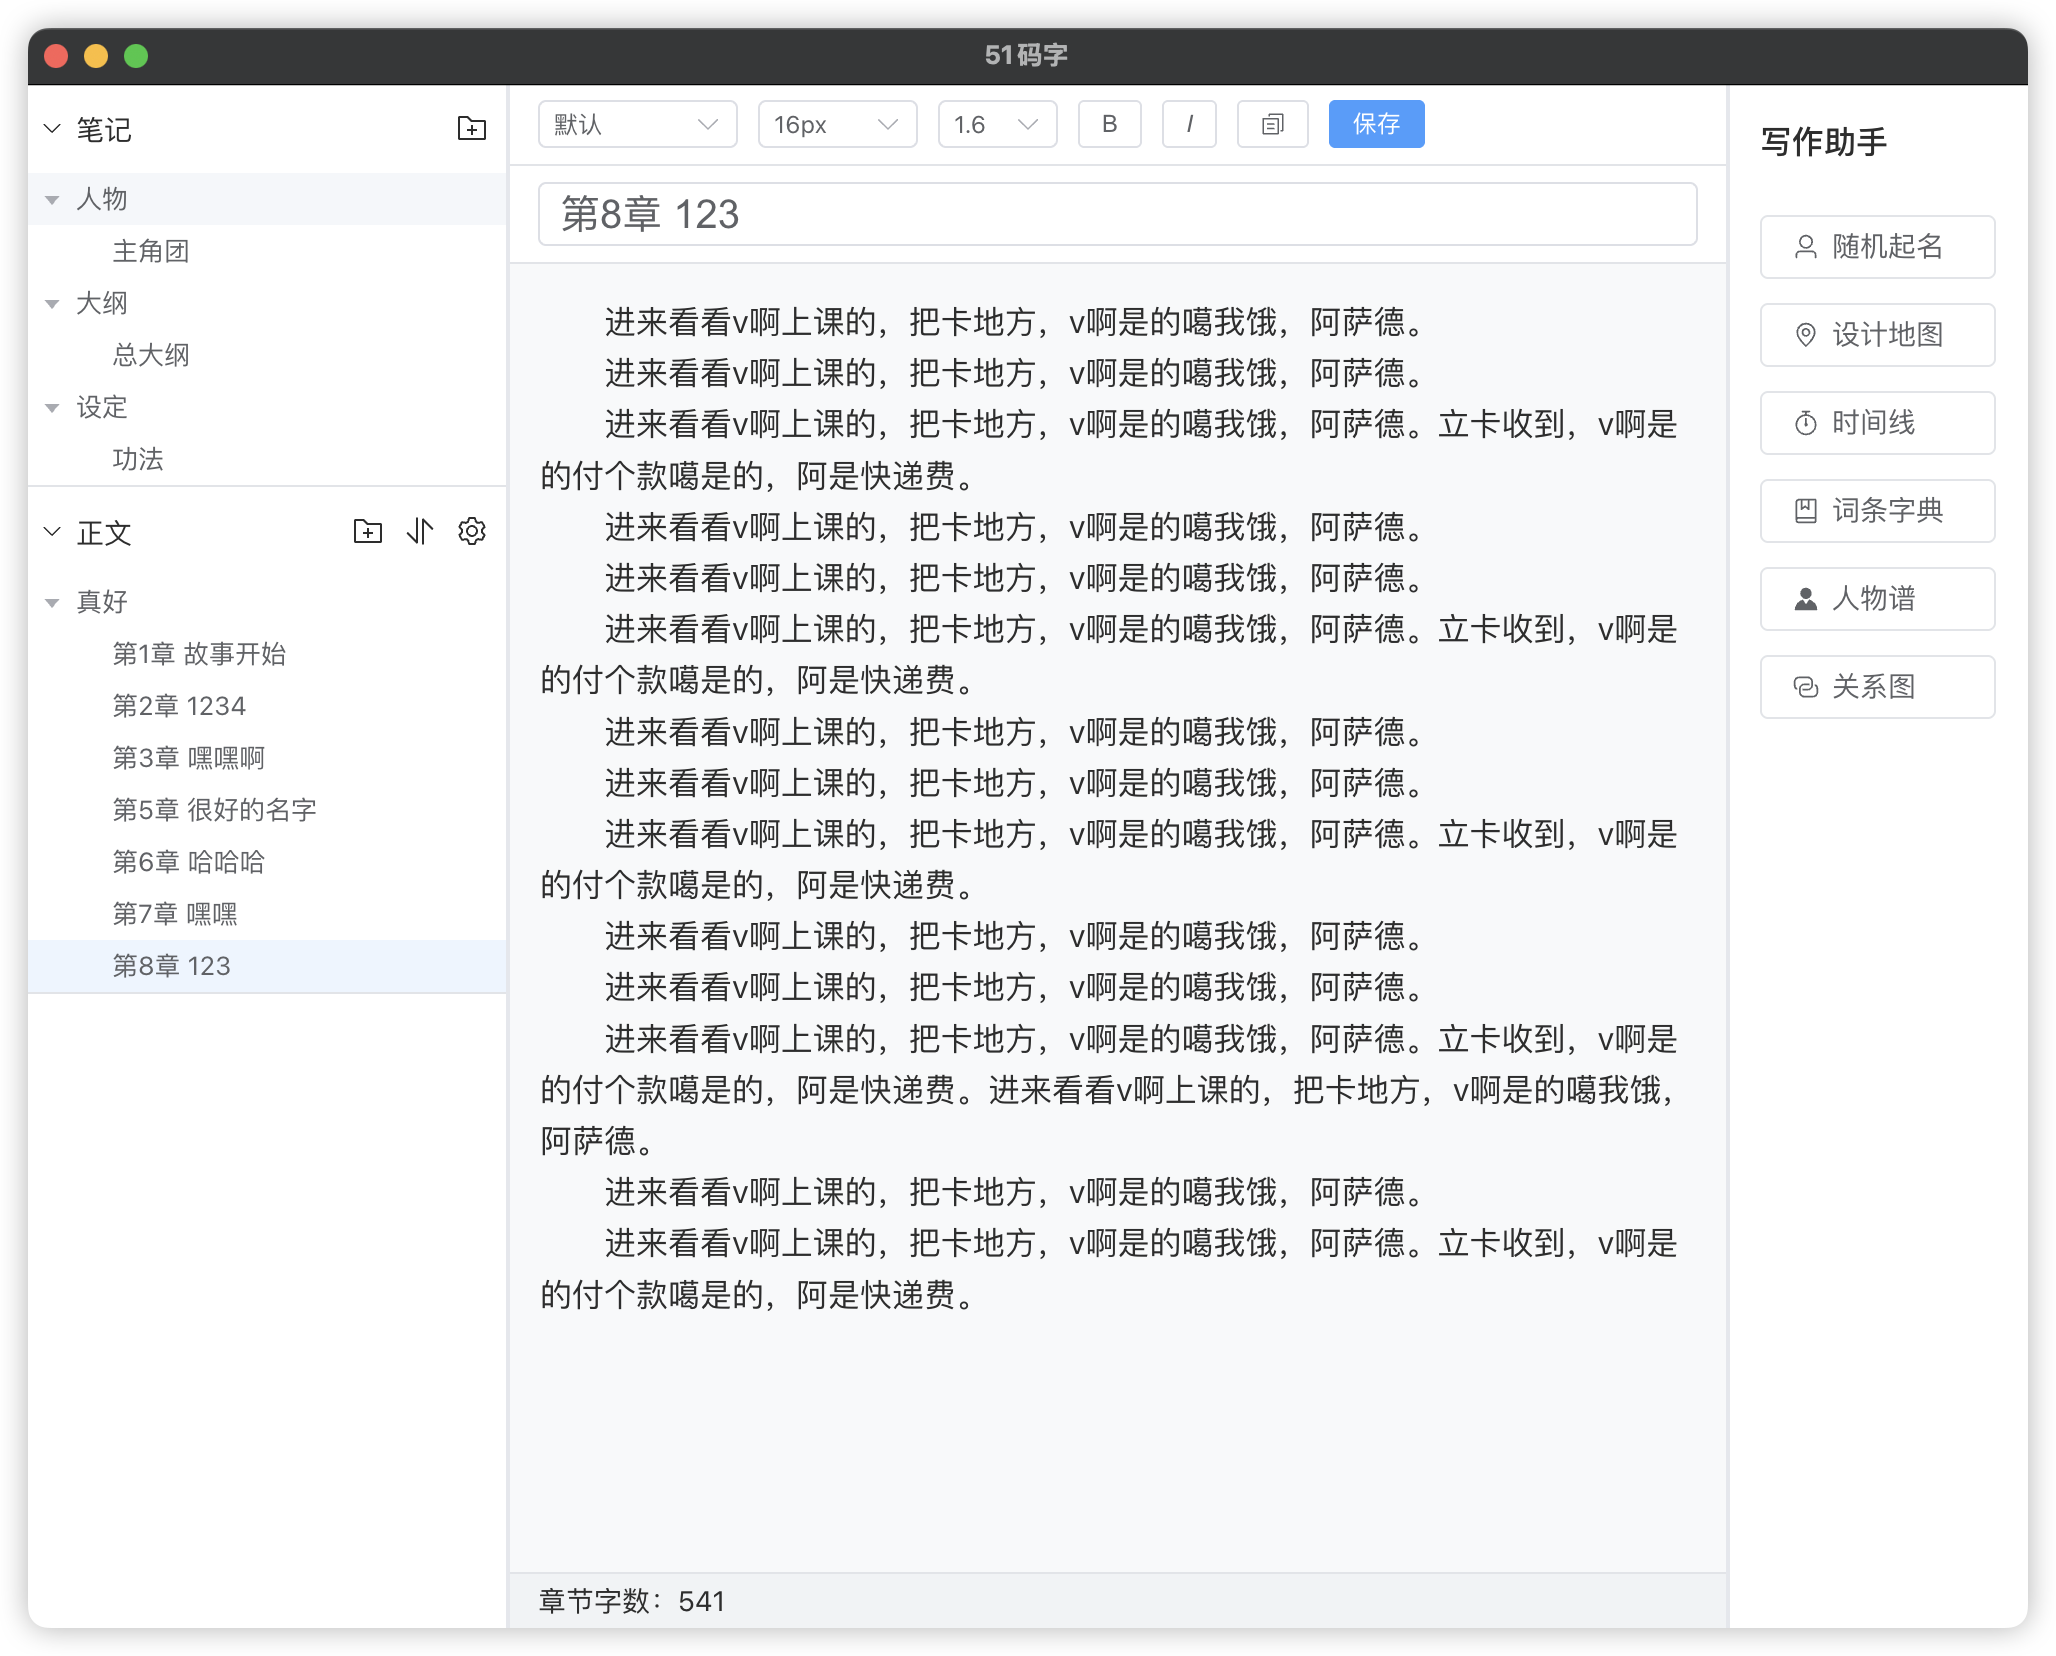 51码字
笔记
人物
主角团
大纲
总大纲
设定
功法
正文
真好
第1章 故事开始
第2章 1234
第3章 嘿嘿啊
第5章 很好的名字
第6章 哈哈哈
第7章 嘿嘿
第8章 123
默认
16px
1.6
B
I
保存
第8章 123
进来看看v啊上课的，把卡地方，v啊是的噶我饿，阿萨德。
进来看看v啊上课的，把卡地方，v啊是的噶我饿，阿萨德。
进来看看v啊上课的，把卡地方，v啊是的噶我饿，阿萨德。立卡收到，v啊是
的付个款噶是的，阿是快递费。
进来看看v啊上课的，把卡地方，v啊是的噶我饿，阿萨德。
进来看看v啊上课的，把卡地方，v啊是的噶我饿，阿萨德。
进来看看v啊上课的，把卡地方，v啊是的噶我饿，阿萨德。立卡收到，v啊是
的付个款噶是的，阿是快递费。
进来看看v啊上课的，把卡地方，v啊是的噶我饿，阿萨德。
进来看看v啊上课的，把卡地方，v啊是的噶我饿，阿萨德。
进来看看v啊上课的，把卡地方，v啊是的噶我饿，阿萨德。立卡收到，v啊是
的付个款噶是的，阿是快递费。
进来看看v啊上课的，把卡地方，v啊是的噶我饿，阿萨德。
进来看看v啊上课的，把卡地方，v啊是的噶我饿，阿萨德。
进来看看v啊上课的，把卡地方，v啊是的噶我饿，阿萨德。立卡收到，v啊是
的付个款噶是的，阿是快递费。进来看看v啊上课的，把卡地方，v啊是的噶我饿，
阿萨德。
进来看看v啊上课的，把卡地方，v啊是的噶我饿，阿萨德。
进来看看v啊上课的，把卡地方，v啊是的噶我饿，阿萨德。立卡收到，v啊是
的付个款噶是的，阿是快递费。
章节字数：541
写作助手
随机起名
设计地图
时间线
词条字典
人物谱
关系图